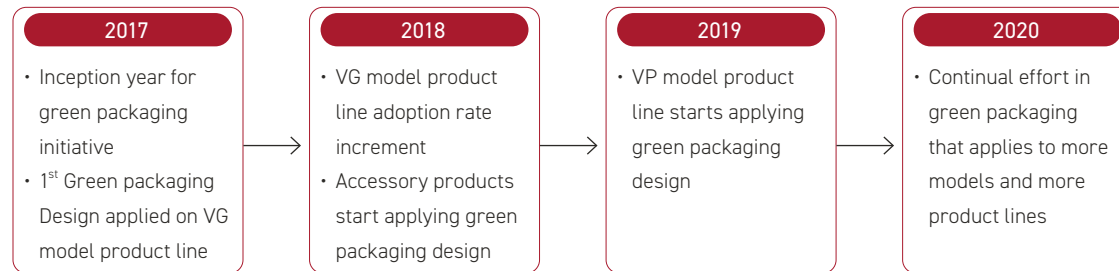 2017
• Inception year for
green packaging
initiative
• 1st Green packaging
Design applied on VG
model product line
2018
• VG model product
line adoption rate
increment
• Accessory products
start applying green
packaging design
2019
• VP model product
line starts applying
green packaging
design
2020
• Continual effort in
green packaging
that applies to more
models and more
product lines